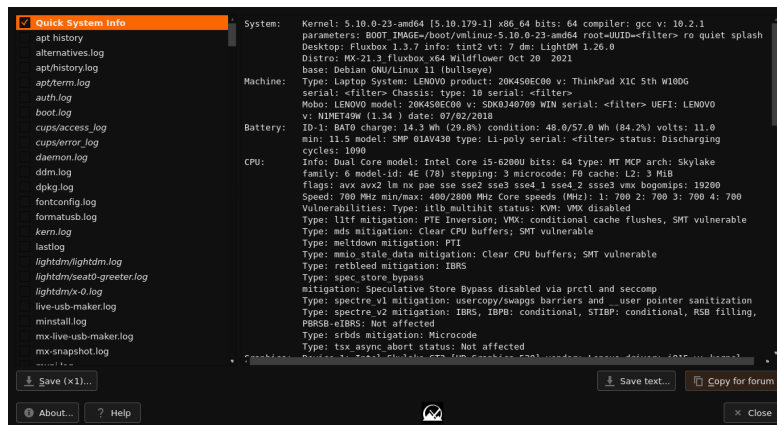 Quick System Info
apt history
alternatives.log
apt/history.log
apt/term.log
auth.log
boot.log
cups/access_log
cups/error_log
daemon.log
ddm.log
dpkg.log
fontconfig.log
formatusb.log
kern.log
lastlog
lightdm/lightdm.log
lightdm/seat0-greeter.log
lightdm/x-0.log
live-usb-maker.log
minstall.log
mx-live-usb-maker.log
mx-snapshot.log
System: Kernel: 5.10.0-23-amd64 [5.10.179-1] x86_64 bits: 64 compiler: gcc v: 10.2.1
parameters: BOOT_IMAGE=/boot/vmlinuz-5.10.0-23-amd64 root=UUID=<filter> ro quiet splash
Desktop: Fluxbox 1.3.7 info: tint2 vt: 7 dm: LightDM 1.26.0
Distro: MX-21.3_fluxbox_x64 Wildflower Oct 20 2021
base: Debian GNU/Linux 11 (bullseye)
Machine: Type: Laptop System: LENOVO product: 20K4S0EC00 v: ThinkPad X1C 5th W10DG
serial: <filter> Chassis: type: 10 serial: <filter>
Mobo: LENOVO model: 20K4S0EC00 v: SDK0J40709 WIN serial: <filter> UEFI: LENOVO
v: N1MET49W (1.34 ) date: 07/02/2018
Battery: ID-1: BAT0 charge: 14.3 Wh (29.8%) condition: 48.0/57.0 Wh (84.2%) volts: 11.0
min: 11.5 model: SMP 01AV430 type: Li-poly serial: <filter> status: Discharging
cycles: 1090
CPU: Info: Dual Core model: Intel Core i5-6200U bits: 64 type: MT MCP arch: Skylake
family: 6 model-id: 4E (78) stepping: 3 microcode: F0 cache: L2: 3 MiB
flags: avx avx2 lm nx pae sse sse2 sse3 sse4_1 sse4_2 ssse3 vmx bogomips: 19200
Speed: 700 MHz min/max: 400/2800 MHz Core speeds (MHz): 1: 700 2: 700 3: 700 4: 700
Vulnerabilities: Type: itlb_multihit status: KVM: VMX disabled
Type: l1tf mitigation: PTE Inversion; VMX: conditional cache flushes, SMT vulnerable
Type: mds mitigation: Clear CPU buffers; SMT vulnerable
Type: meltdown mitigation: PTI
Type: mmio_stale_data mitigation: Clear CPU buffers; SMT vulnerable
Type: retbleed mitigation: IBRS
Type: spec_store_bypass
mitigation: Speculative Store Bypass disabled via prctl and seccomp
Type: spectre_v1 mitigation: usercopy/swapgs barriers and __user pointer sanitization
Type: spectre_v2 mitigation: IBRS, IBPB: conditional, STIBP: conditional, RSB filling,
PBRSB-eIBRS: Not affected
Type: srbds mitigation: Microcode
Type: tsx_async_abort status: Not affected
Save (×1)...
Save text...
Copy for forum
About...
? Help
× Close